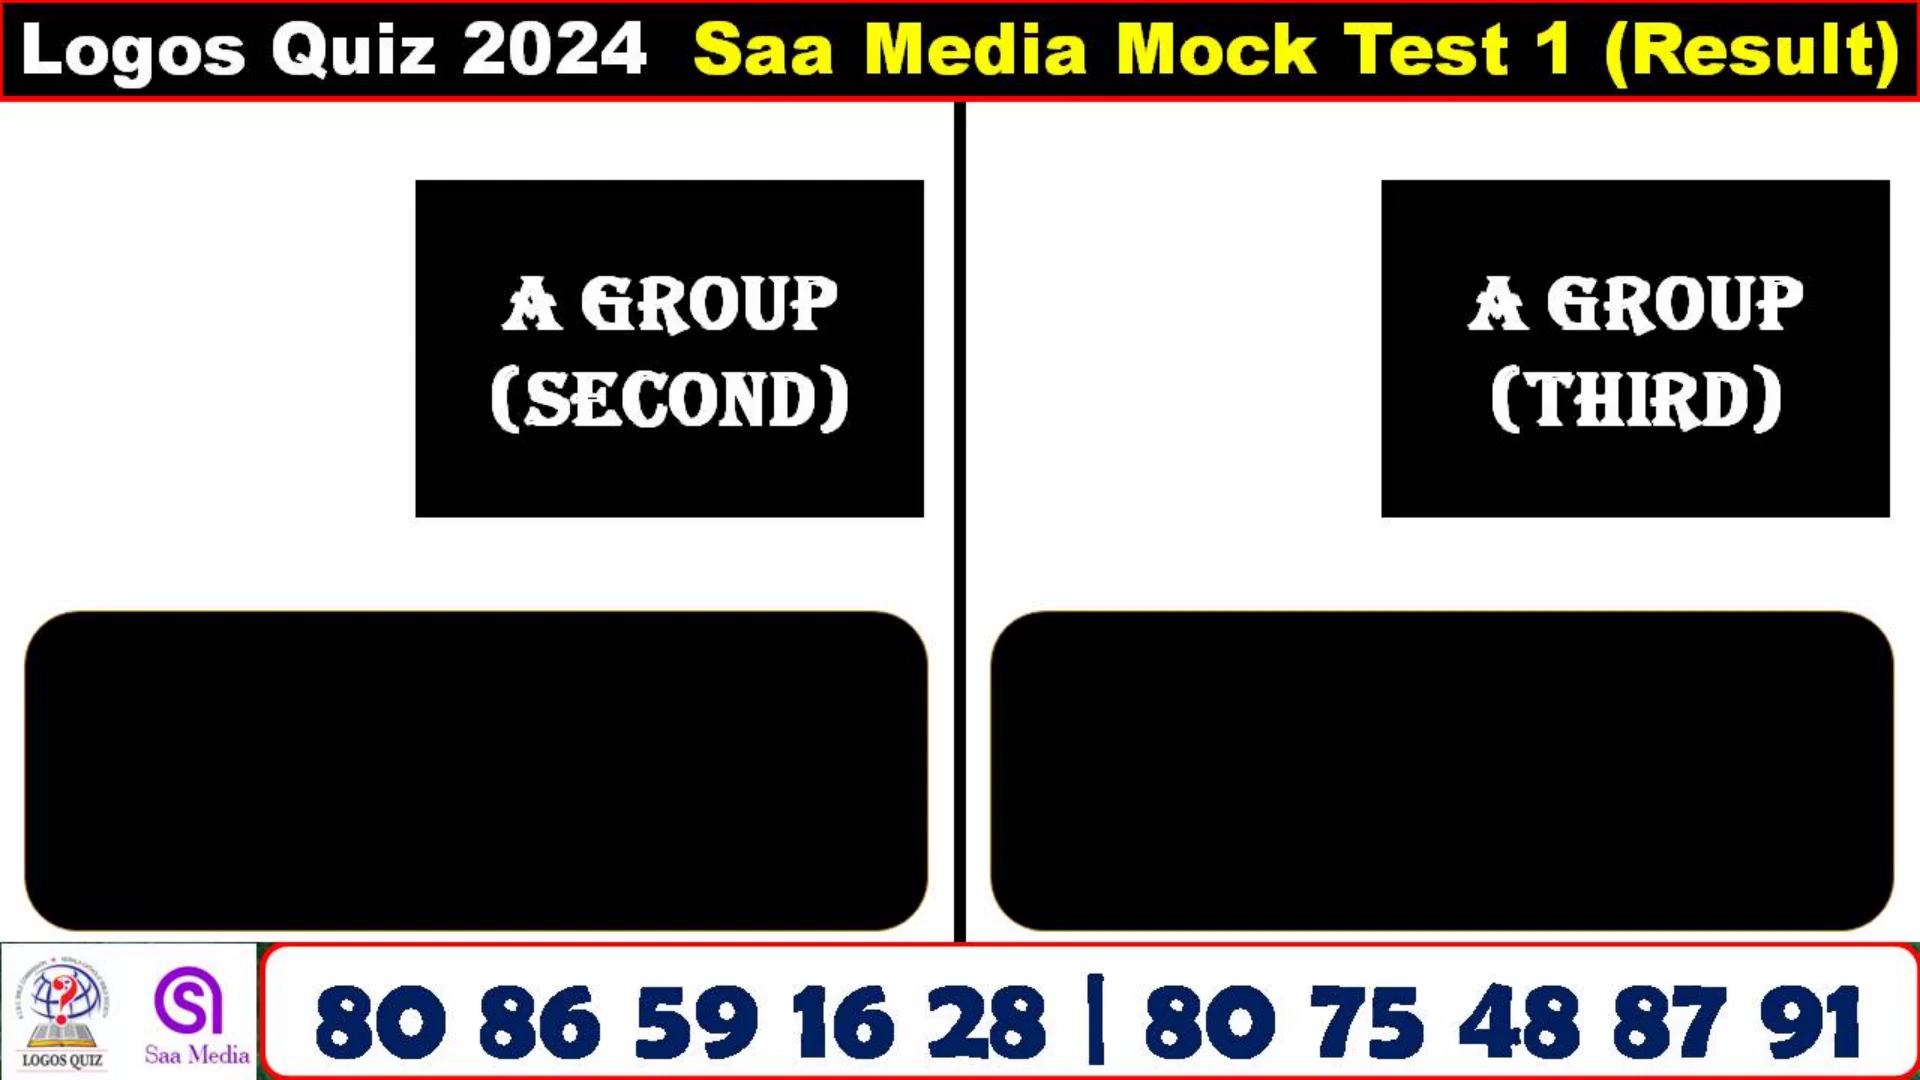 Logos Quiz 2024 Saa Media Mock Test 1 (Result)
A GROUP
(SECOND)
A GROUP
(THIRD)
LOGOS QUIZ
Saa Media
80 86 59 16 28 | 80 75 48 87 91